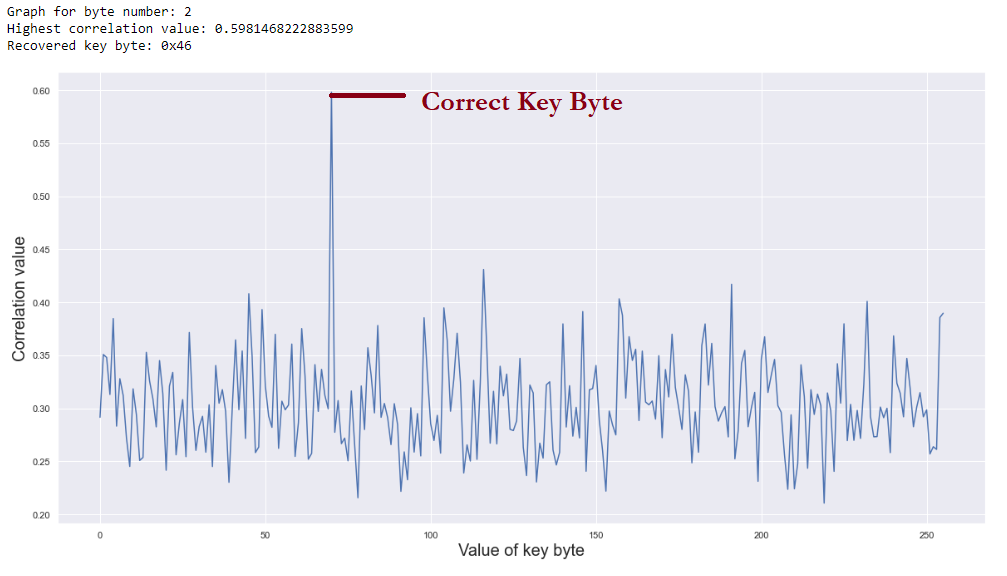 Graph for byte number: 2
Highest correlation value: 0.5981468222883599
Recovered key byte: 0x46
Correct Key Byte
0.60
0.55
0.50
0.45
0.40
0.35
0.30
0.25
0.20
Correlation value
0 50 100 150 200 250
Value of key byte